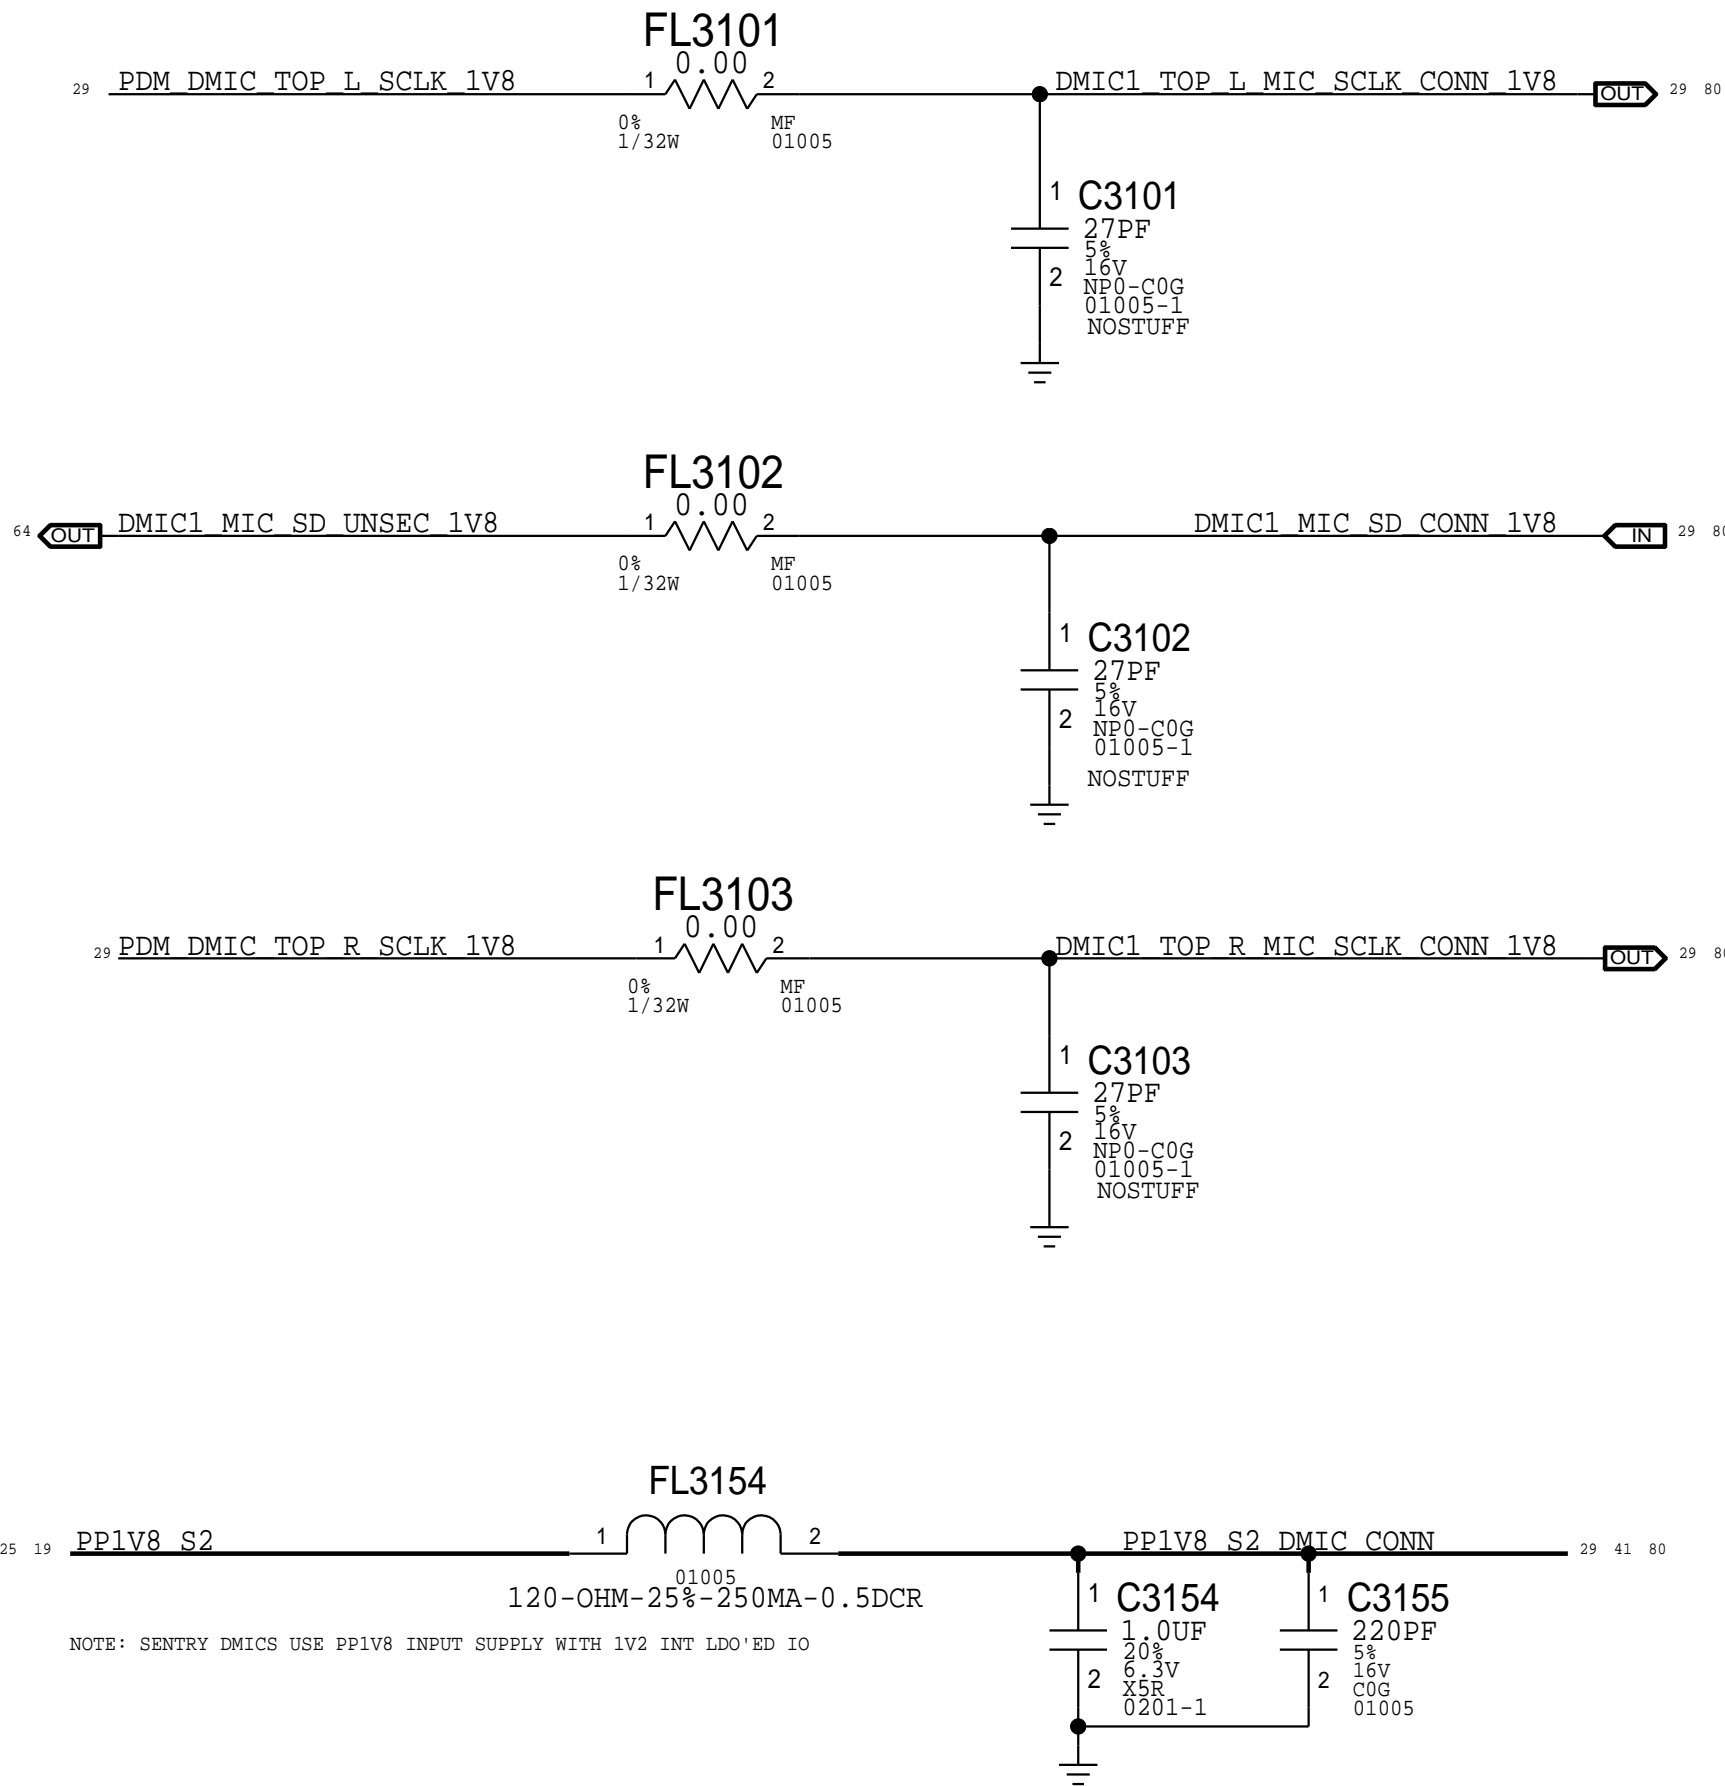 FL3101
0.00
29 PDM_DMIC_TOP_L_SCLK_1V8 1 2 DMIC1_TOP_L_MIC_SCLK_CONN_1V8 OUT 29 80
0% MF
1/32W 01005
1 C3101
27PF
5%
16V
2 NP0-C0G
01005-1
NOSTUFF
FL3102
0.00
64 OUT DMIC1_MIC_SD_UNSEC_1V8 1 2 DMIC1_MIC_SD_CONN_1V8 IN 29 80
0% MF
1/32W 01005
1 C3102
27PF
5%
16V
2 NP0-C0G
01005-1
NOSTUFF
FL3103
0.00
29 PDM_DMIC_TOP_R_SCLK_1V8 1 2 DMIC1_TOP_R_MIC_SCLK_CONN_1V8 OUT 29 80
0% MF
1/32W 01005
1 C3103
27PF
5%
16V
2 NP0-C0G
01005-1
NOSTUFF
FL3154
25 19 PP1V8_S2 1 2 PP1V8_S2_DMIC_CONN 29 41 80
01005
120-OHM-25%-250MA-0.5DCR
NOTE: SENTRY DMICS USE PP1V8 INPUT SUPPLY WITH 1V2 INT LDO'ED IO
1 C3154
1.0UF
20%
6.3V
2 X5R
0201-1
1 C3155
220PF
5%
16V
2 C0G
01005